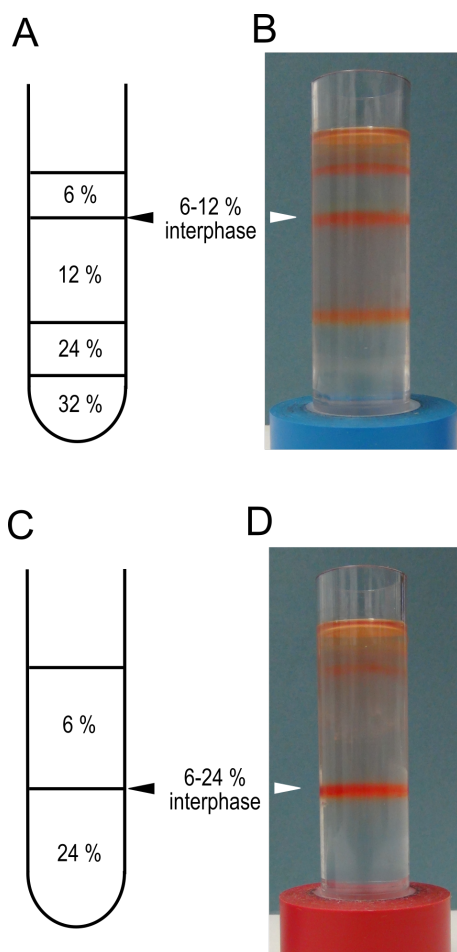 A
B
6 %
6-12 %
interphase
12 %
24 %
32 %
C
D
6 %
6-24 %
interphase
24 %